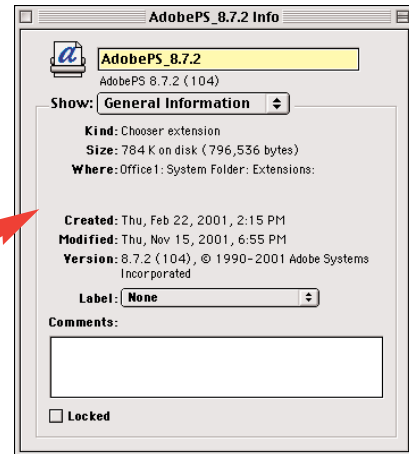 AdobePS_8.7.2 Info
a
AdobePS_8.7.2
AdobePS 8.7.2 (104)
Show: General Information
Kind: Chooser extension
Size: 784 K on disk (796,536 bytes)
Where: Office1: System Folder: Extensions:
Created: Thu, Feb 22, 2001, 2:15 PM
Modified: Thu, Nov 15, 2001, 6:55 PM
Version: 8.7.2 (104), © 1990-2001 Adobe Systems
Incorporated
Label: None
Comments:
Locked